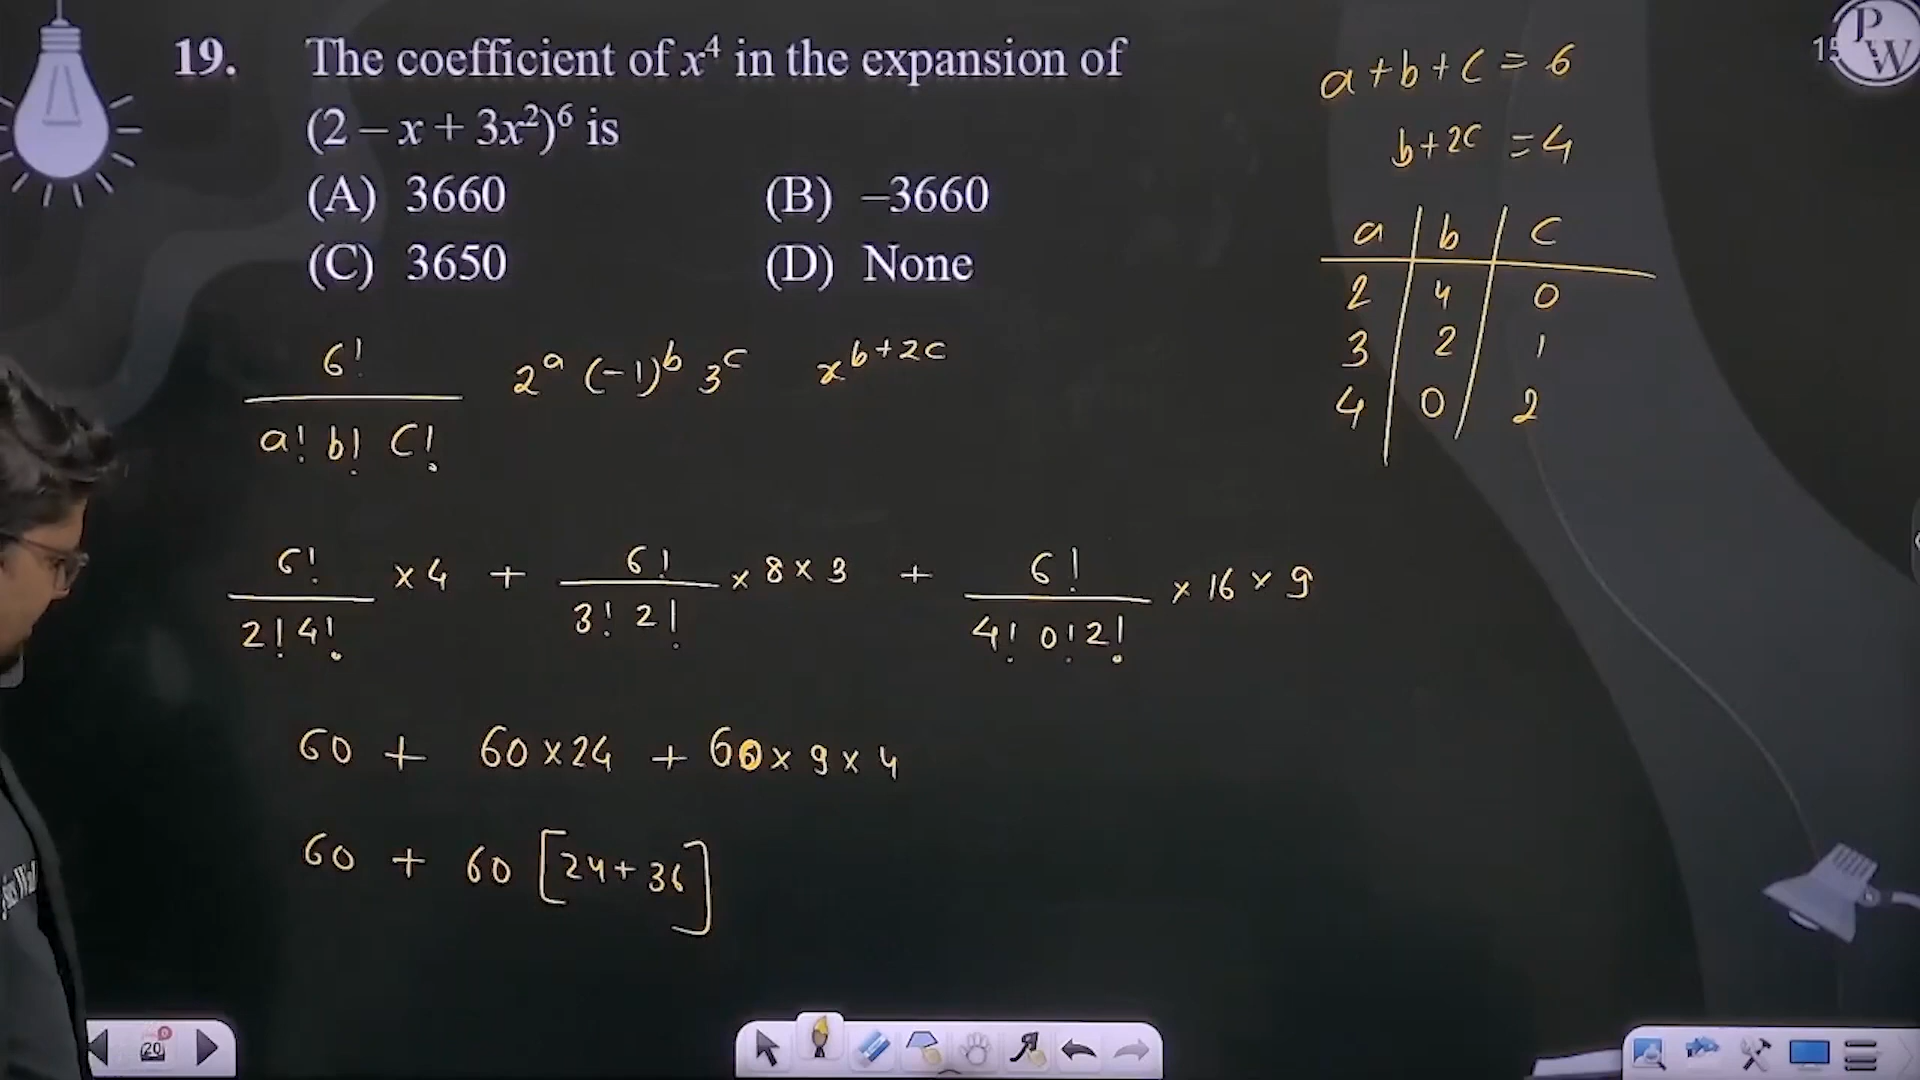 19. The coefficient of x⁴ in the expansion of
(2 – x + 3x²)⁶ is
(A) 3660 (B) –3660
(C) 3650 (D) None
a + b + c = 6
b + 2c = 4
a | b | c
2 | 4 | 0
3 | 2 | 1
4 | 0 | 2
6! / a! b! c! 2^a (-1)^b 3^c x^(b+2c)
6! / 2! 4! × 4 + 6! / 3! 2! × 8 × 3 + 6! / 4! 0! 2! × 16 × 9
60 + 60 × 24 + 60 × 9 × 4
60 + 60 [24 + 36]
PW
20
0